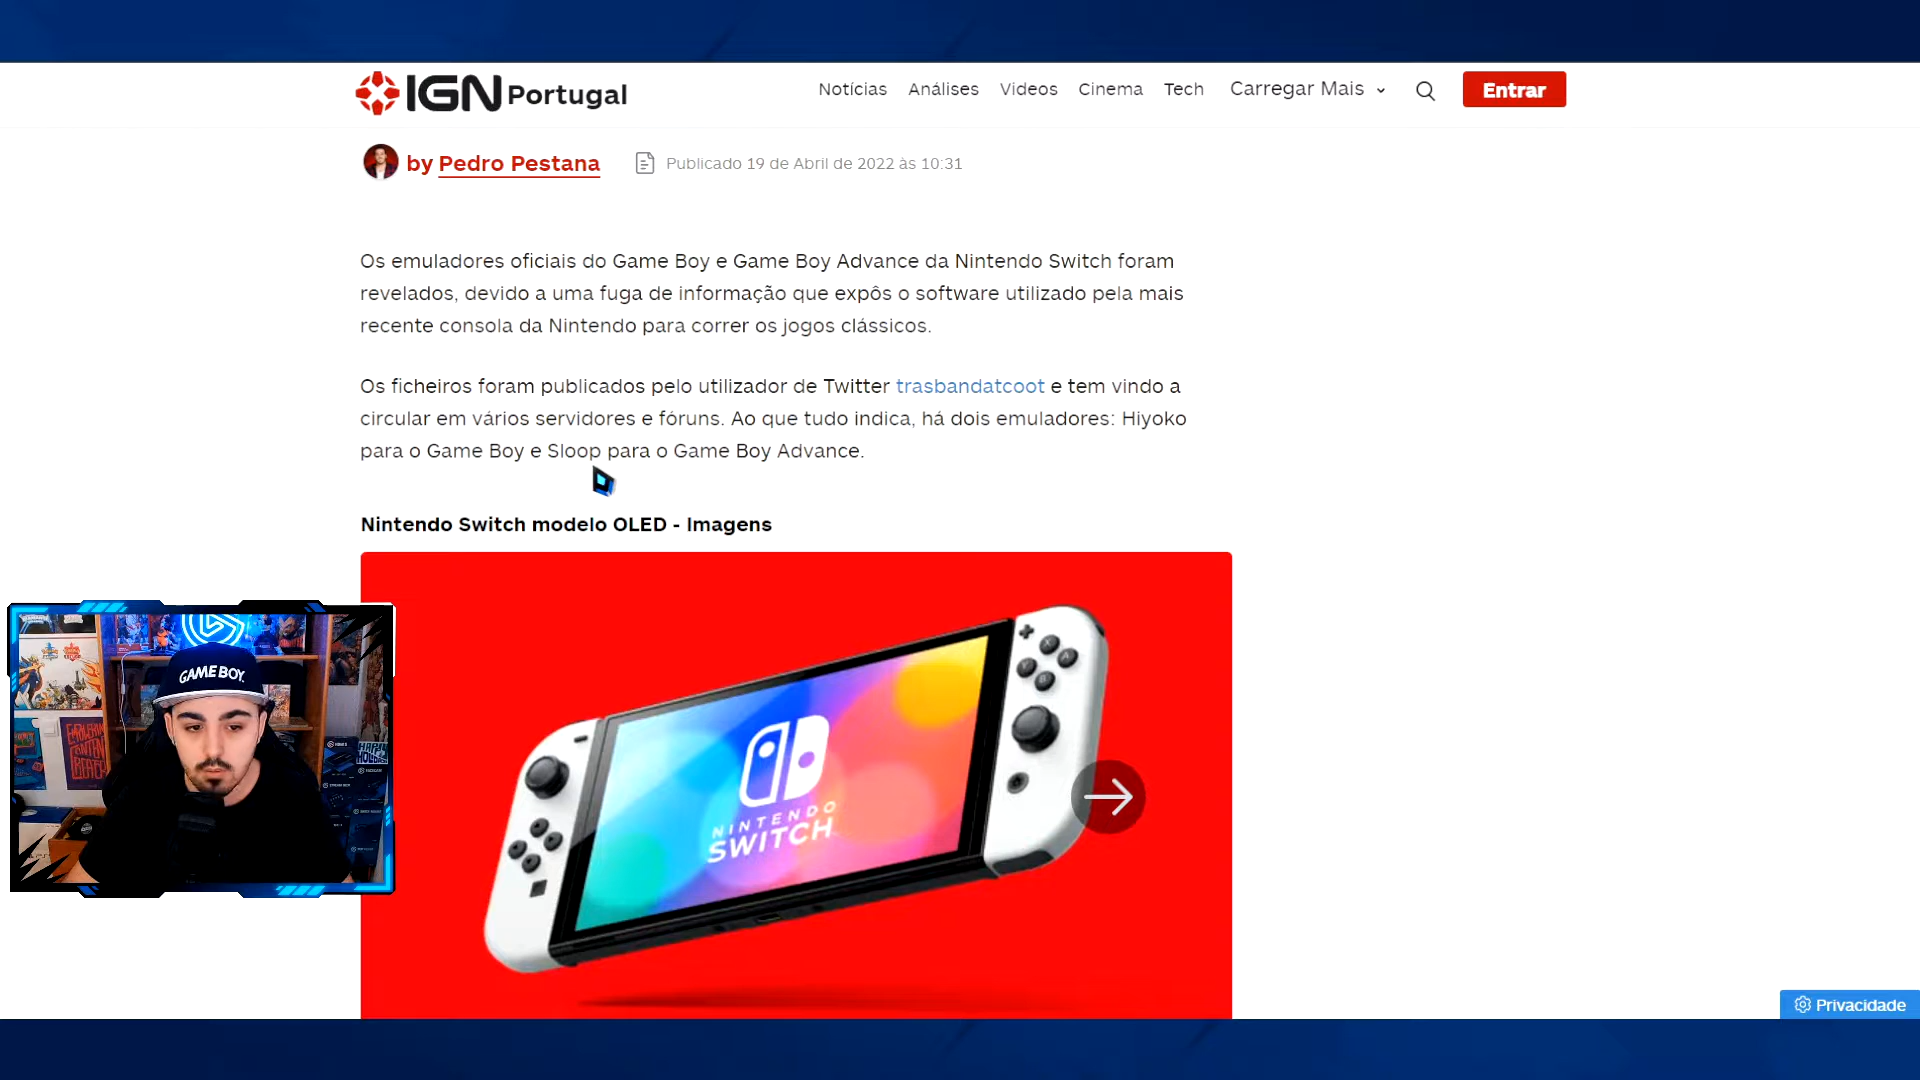 IGN Portugal
Notícias Análises Videos Cinema Tech Carregar Mais Entrar
by Pedro Pestana Publicado 19 de Abril de 2022 às 10:31
Os emuladores oficiais do Game Boy e Game Boy Advance da Nintendo Switch foram
revelados, devido a uma fuga de informação que expôs o software utilizado pela mais
recente consola da Nintendo para correr os jogos clássicos.
Os ficheiros foram publicados pelo utilizador de Twitter trasbandatcoot e tem vindo a
circular em vários servidores e fóruns. Ao que tudo indica, há dois emuladores: Hiyoko
para o Game Boy e Sloop para o Game Boy Advance.
Nintendo Switch modelo OLED - Imagens
X
Y
A
B
NINTENDO
SWITCH
GAME BOY
Privacidade